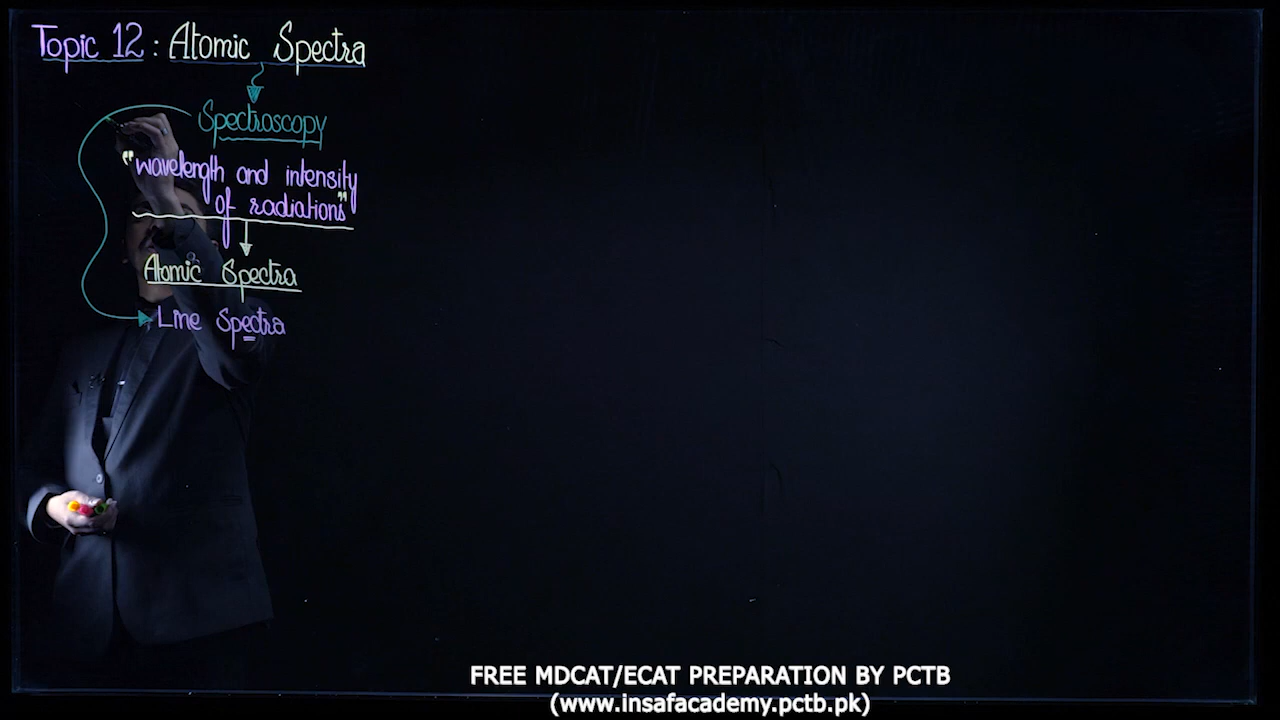 Topic 12 : Atomic Spectra
Spectroscopy
"wavelength and intensity
of radiations"
Atomic Spectra
Line Spectra
FREE MDCAT/ECAT PREPARATION BY PCTB
(www.insafacademy.pctb.pk)